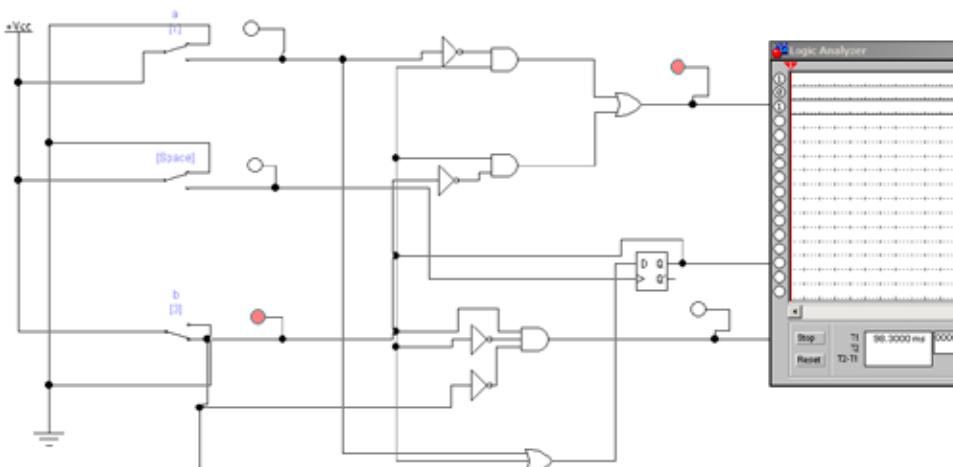 a
+Vcc
[1]
Logic Analyzer
[Space]
D Q
Q'
b
[3]
Stop
T1
98.3000 ms
T2
Reset
T2-T1